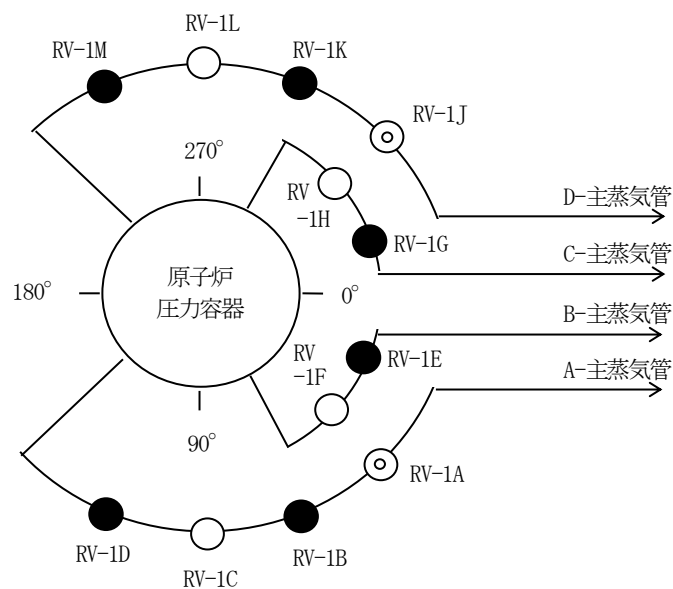 RV-1L
RV-1M
RV-1K
RV-1J
270°
RV
-1H
D-主蒸気管
RV-1G
C-主蒸気管
原子炉
圧力容器
180°
0°
B-主蒸気管
RV
-1F
RV-1E
A-主蒸気管
90°
RV-1A
RV-1D
RV-1B
RV-1C